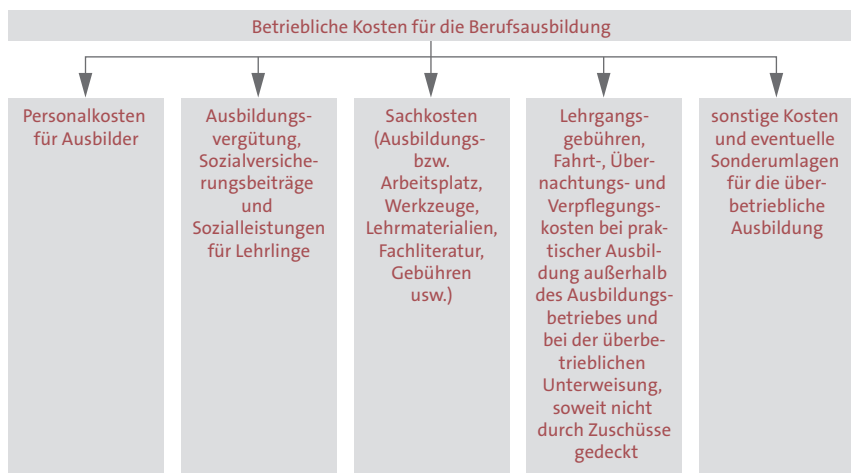 Betriebliche Kosten für die Berufsausbildung
Personalkosten
für Ausbilder
Ausbildungs-
vergütung,
Sozialversiche-
rungsbeiträge
und
Sozialleistungen
für Lehrlinge
Sachkosten
(Ausbildungs-
bzw.
Arbeitsplatz,
Werkzeuge,
Lehrmaterialien,
Fachliteratur,
Gebühren
usw.)
Lehrgangs-
gebühren,
Fahrt-, Über-
nachtungs- und
Verpflegungs-
kosten bei prak-
tischer Ausbil-
dung außerhalb
des Ausbildungs-
betriebes und
bei der überbe-
trieblichen
Unterweisung,
soweit nicht
durch Zuschüsse
gedeckt
sonstige Kosten
und eventuelle
Sonderumlagen
für die über-
betriebliche
Ausbildung